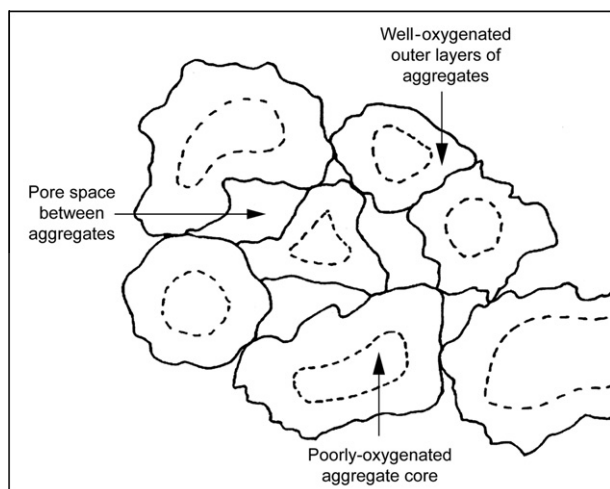 Well-oxygenated
outer layers of
aggregates
Pore space
between
aggregates
Poorly-oxygenated
aggregate core